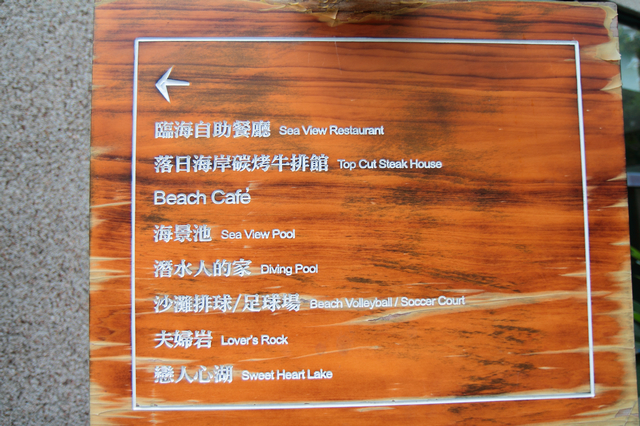 臨海自助餐廳 Sea View Restaurant
落日海岸碳烤牛排館 Top Cut Steak House
Beach Café
海景池 Sea View Pool
潛水人的家 Diving Pool
沙灘排球/足球場 Beach Volleyball / Soccer Court
夫婦岩 Lover's Rock
戀人心湖 Sweet Heart Lake